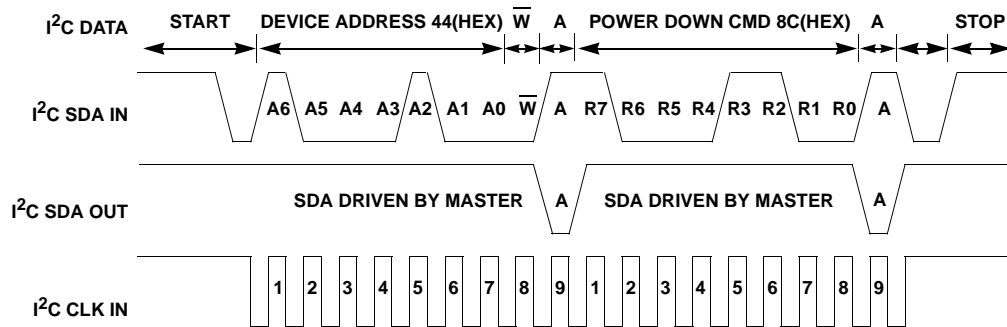 I²C DATA START DEVICE ADDRESS 44(HEX) W̅ A POWER DOWN CMD 8C(HEX) A STOP
I²C SDA IN A6 A5 A4 A3 A2 A1 A0 W̅ A R7 R6 R5 R4 R3 R2 R1 R0 A
I²C SDA OUT SDA DRIVEN BY MASTER A SDA DRIVEN BY MASTER A
I²C CLK IN 1 2 3 4 5 6 7 8 9 1 2 3 4 5 6 7 8 9